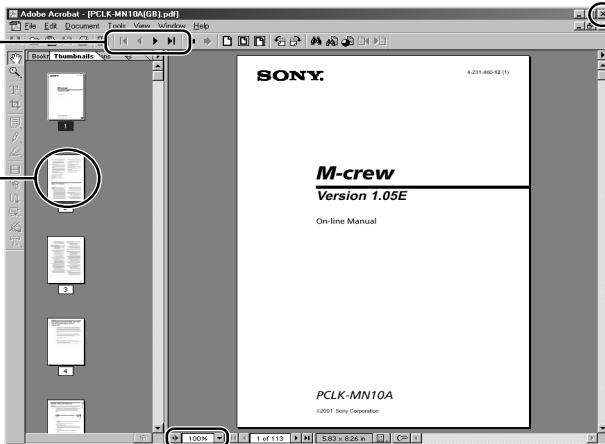 Adobe Acrobat - [PCLK-MN10A(GB).pdf]
File Edit Document Tools View Window Help
Thumbnails
SONY.
4-231-460-12 (1)
M-crew
Version 1.05E
On-line Manual
1
3
4
PCLK-MN10A
©2001 Sony Corporation
100%
1 of 113
5.83 x 8.26 in